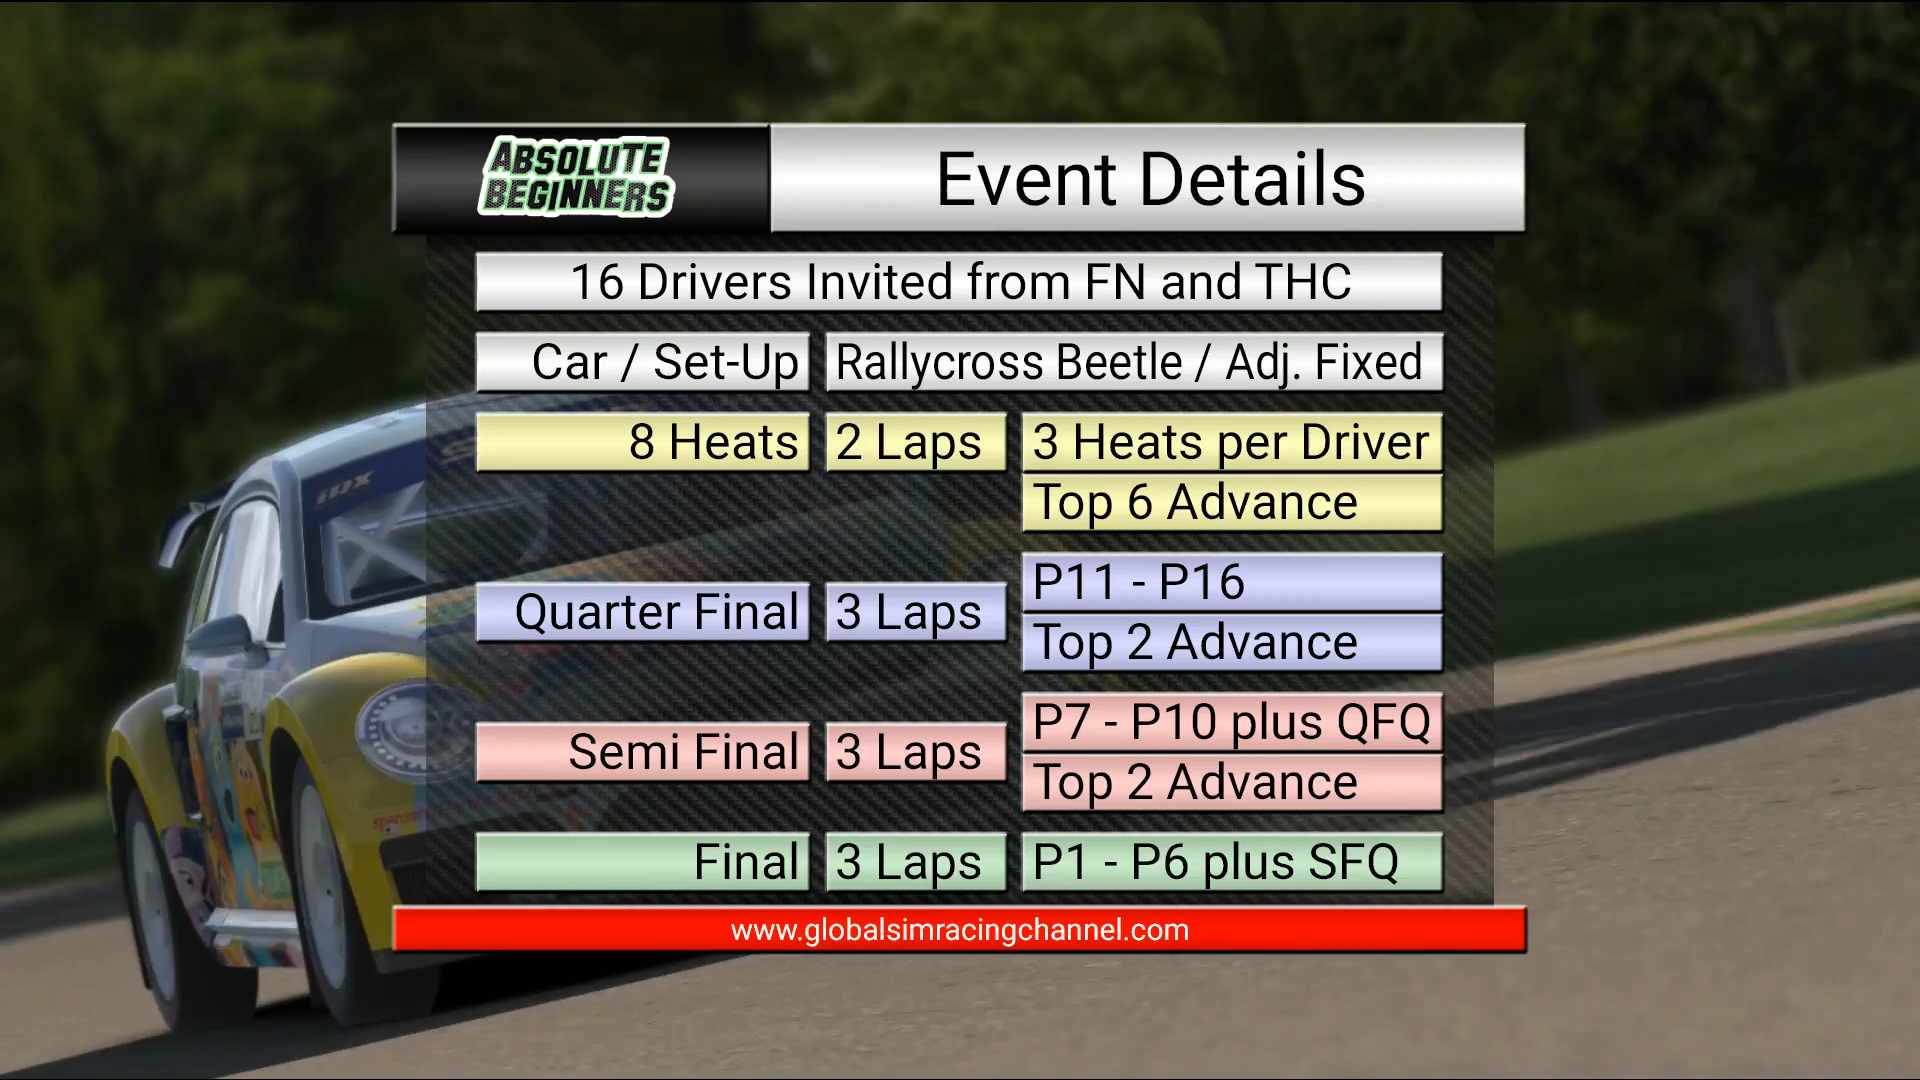 ABSOLUTE
BEGINNERS
Event Details
16 Drivers Invited from FN and THC
Car / Set-Up
Rallycross Beetle / Adj. Fixed
8 Heats
2 Laps
3 Heats per Driver
Top 6 Advance
Quarter Final
3 Laps
P11 - P16
Top 2 Advance
Semi Final
3 Laps
P7 - P10 plus QFQ
Top 2 Advance
Final
3 Laps
P1 - P6 plus SFQ
www.globalsimracingchannel.com